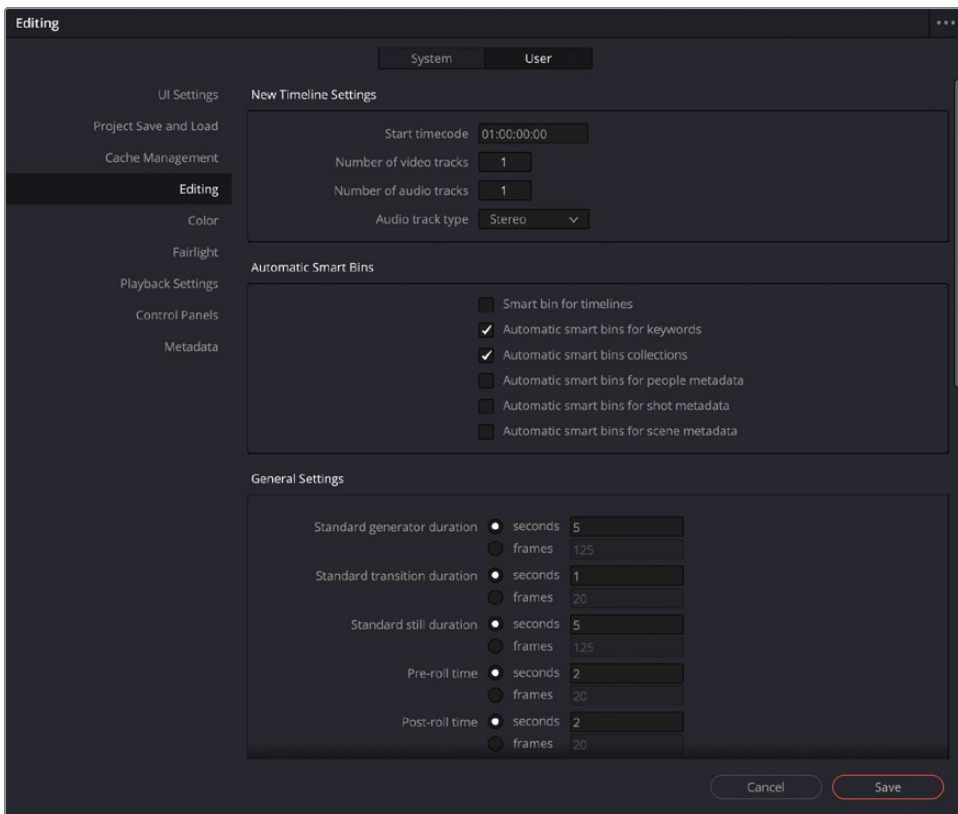 Editing
System User
UI Settings
Project Save and Load
Cache Management
Editing
Color
Fairlight
Playback Settings
Control Panels
Metadata
New Timeline Settings
Start timecode 01:00:00:00
Number of video tracks 1
Number of audio tracks 1
Audio track type Stereo
Automatic Smart Bins
Smart bin for timelines
Automatic smart bins for keywords
Automatic smart bins collections
Automatic smart bins for people metadata
Automatic smart bins for shot metadata
Automatic smart bins for scene metadata
General Settings
Standard generator duration seconds 5
frames 125
Standard transition duration seconds 1
frames 20
Standard still duration seconds 5
frames 125
Pre-roll time seconds 2
frames 20
Post-roll time seconds 2
frames 20
Cancel Save